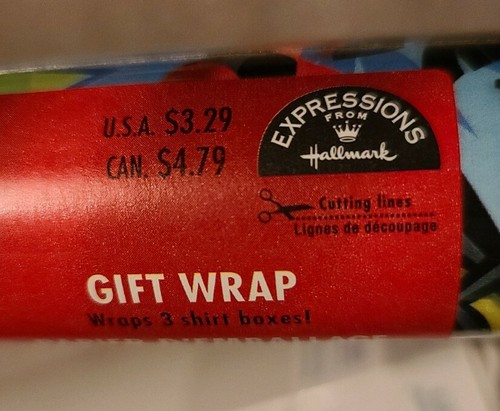 U.S.A. $3.29
CAN. $4.79
EXPRESSIONS
FROM
Hallmark
Cutting lines
Lignes de découpage
GIFT WRAP
Wraps 3 shirt boxes!